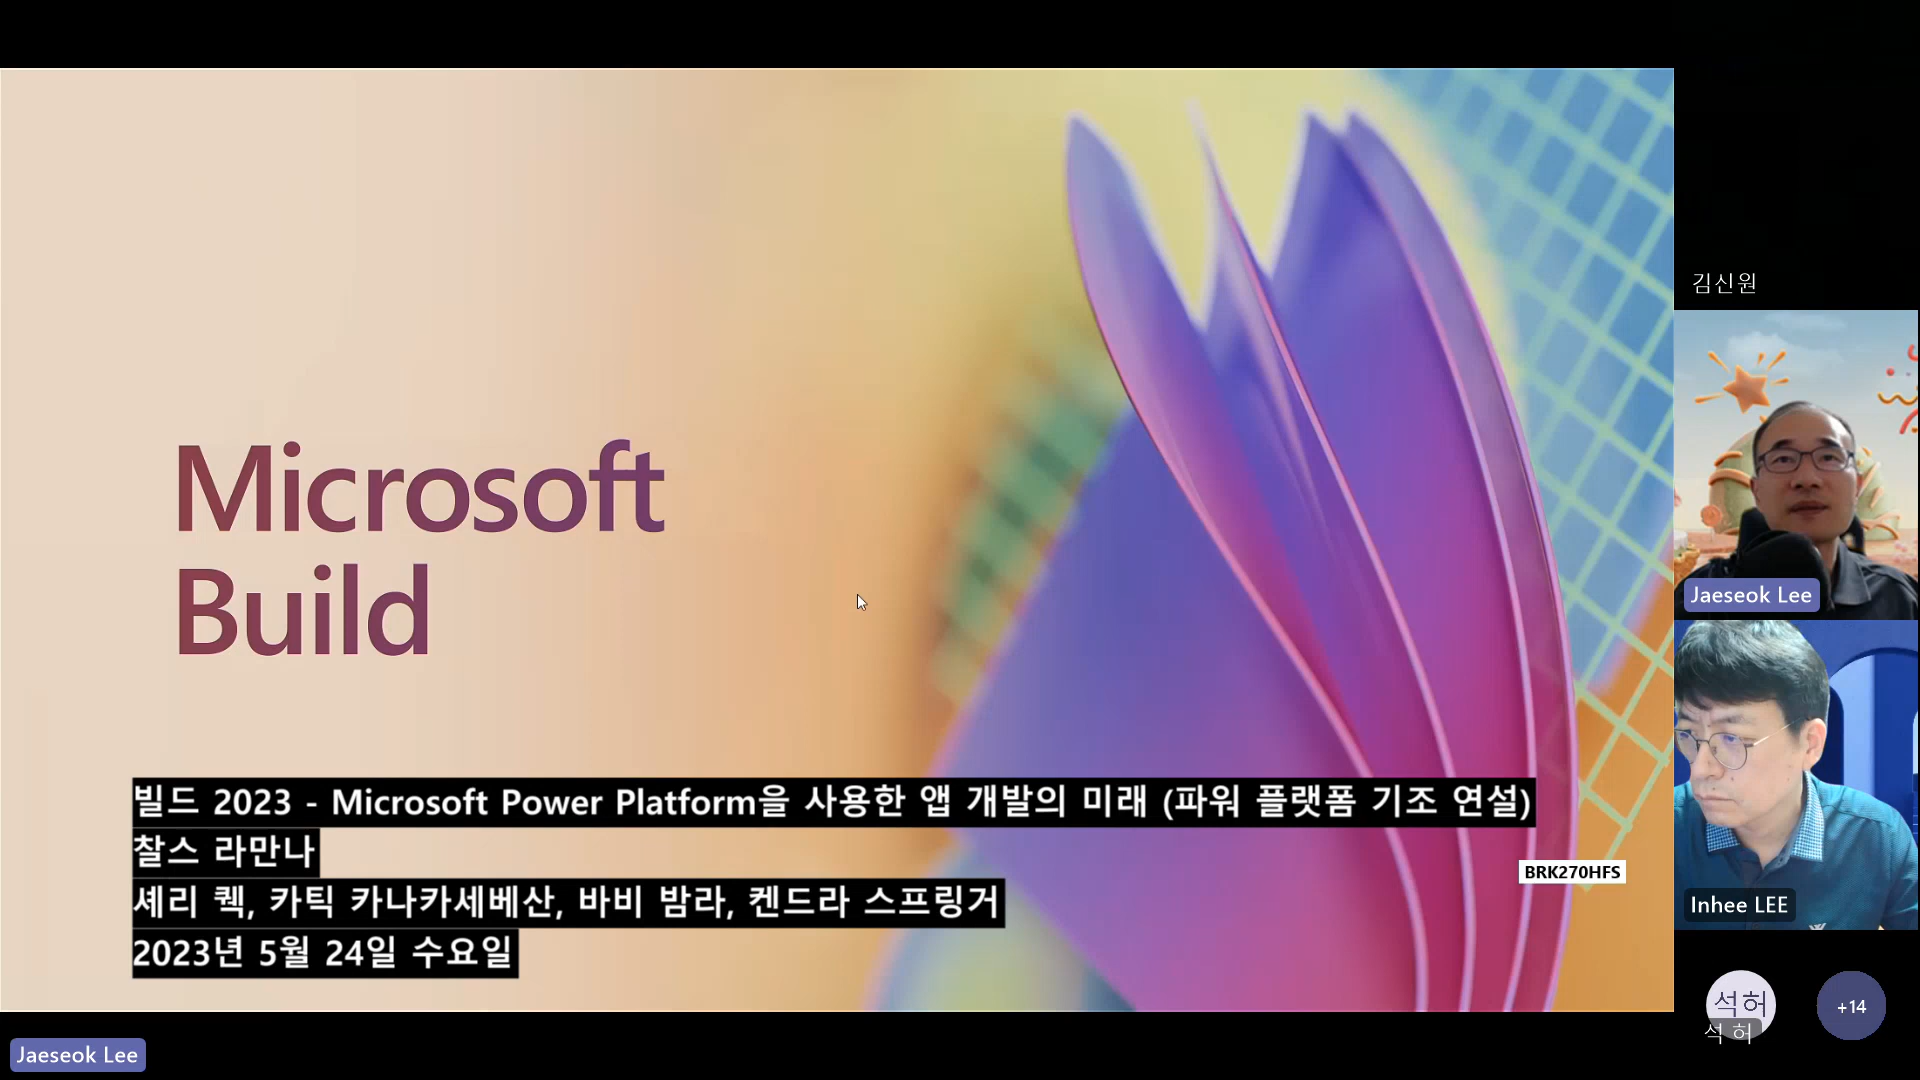 Microsoft
Build
빌드 2023 - Microsoft Power Platform을 사용한 앱 개발의 미래 (파워 플랫폼 기조 연설)
찰스 라만나
셰리 퀙, 카틱 카나카세베산, 바비 밤라, 켄드라 스프링거
2023년 5월 24일 수요일
BRK270HFS
Jaeseok Lee
김신원
Jaeseok Lee
Inhee LEE
석허
석 허
+14